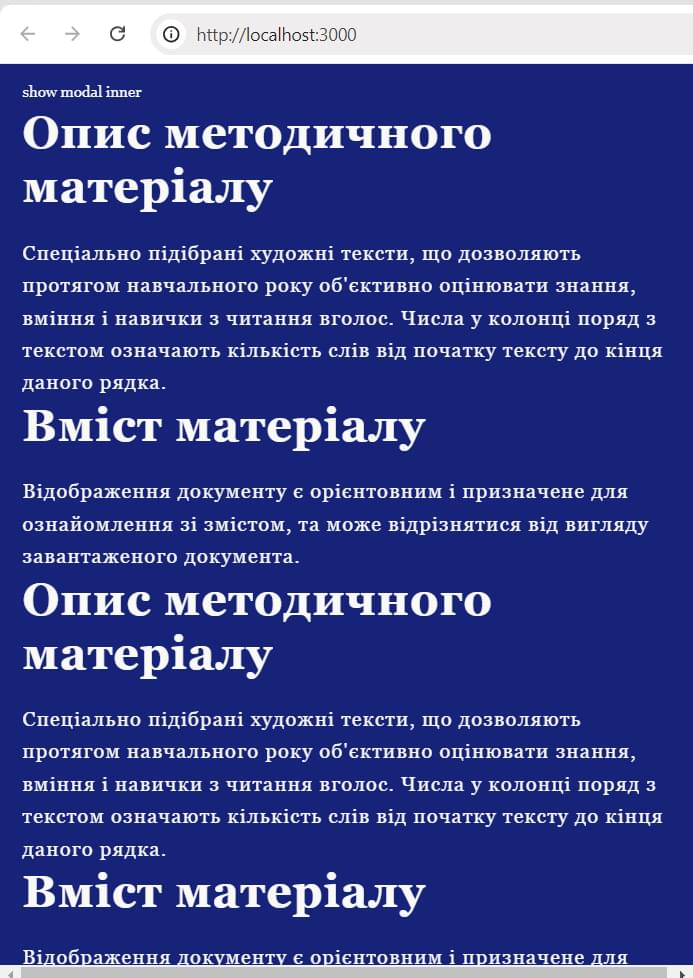 http://localhost:3000
show modal inner
Опис методичного
матеріалу
Спеціально підібрані художні тексти, що дозволяють
протягом навчального року об'єктивно оцінювати знання,
вміння і навички з читання вголос. Числа у колонці поряд з
текстом означають кількість слів від початку тексту до кінця
даного рядка.
Вміст матеріалу
Відображення документу є орієнтовним і призначене для
ознайомлення зі змістом, та може відрізнятися від вигляду
завантаженого документа.
Опис методичного
матеріалу
Спеціально підібрані художні тексти, що дозволяють
протягом навчального року об'єктивно оцінювати знання,
вміння і навички з читання вголос. Числа у колонці поряд з
текстом означають кількість слів від початку тексту до кінця
даного рядка.
Вміст матеріалу
Відображення документу є орієнтовним і призначене для